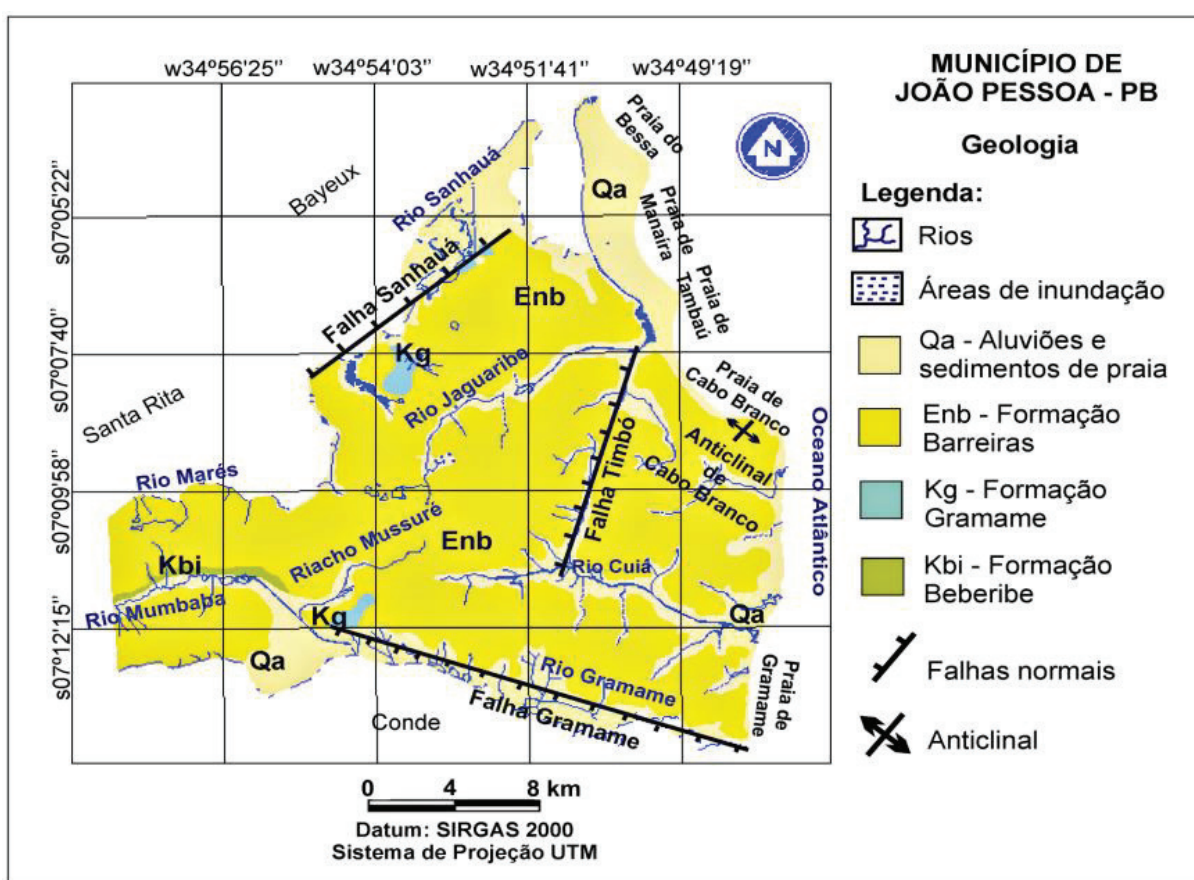 w34º56'25"
w34º54'03"
w34º51'41"
w34º49'19"
s07º05'22"
s07º07'40"
s07º09'58"
s07º12'15"
Bayeux
Rio Sanhauá
Praia do
Bessa
Qa
Praia de
Manaira
Praia de
Tambaú
N
Falha Sanhauá
Enb
Kg
Rio Jaguaribe
Santa Rita
Praia de
Cabo Branco
Anticlinal
de
Cabo Branco
Oceano Atlântico
Falha Timbó
Rio Marés
Riacho Mussuré
Enb
Kbi
Rio Mumbaba
Rio Cuiá
Kg
Qa
Qa
Rio Gramame
Falha Gramame
Praia de
Gramame
Conde
0 4 8 km
Datum: SIRGAS 2000
Sistema de Projeção UTM
MUNICÍPIO DE
JOÃO PESSOA - PB
Geologia
Legenda:
Rios
Áreas de inundação
Qa - Aluviões e
sedimentos de praia
Enb - Formação
Barreiras
Kg - Formação
Gramame
Kbi - Formação
Beberibe
Falhas normais
Anticlinal